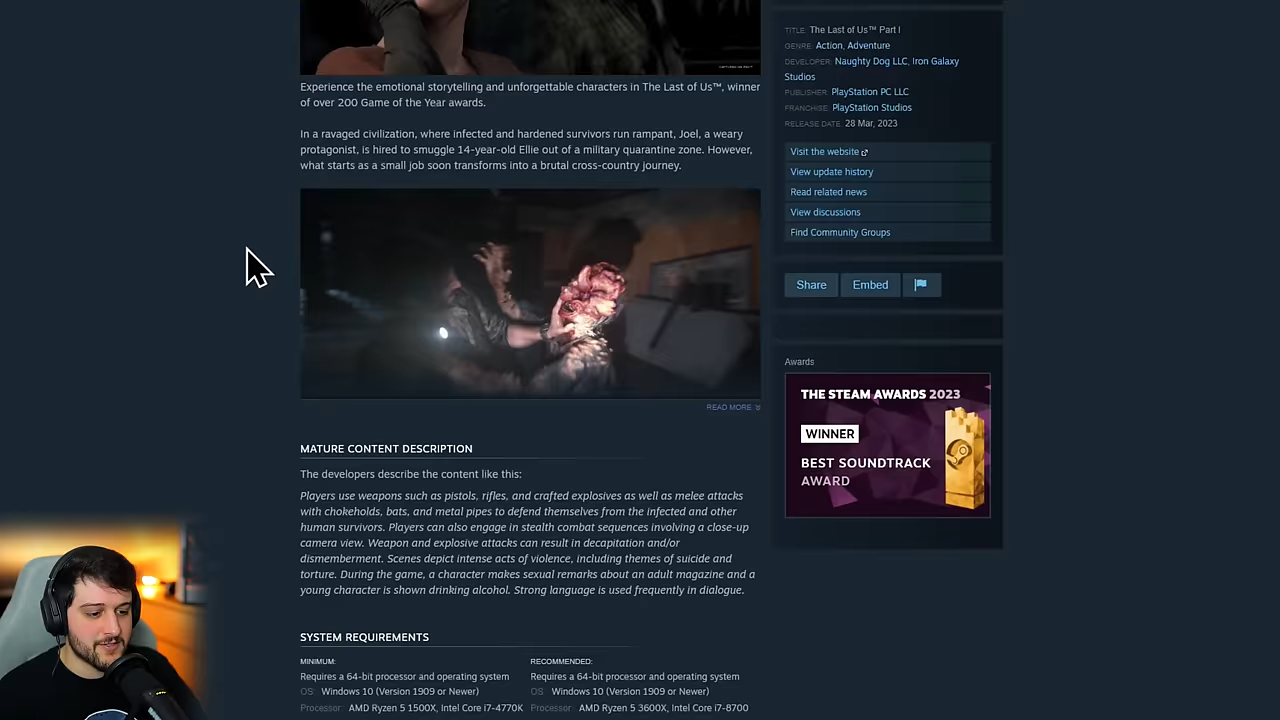 Experience the emotional storytelling and unforgettable characters in The Last of Us™, winner
of over 200 Game of the Year awards.
In a ravaged civilization, where infected and hardened survivors run rampant, Joel, a weary
protagonist, is hired to smuggle 14-year-old Ellie out of a military quarantine zone. However,
what starts as a small job soon transforms into a brutal cross-country journey.
READ MORE
MATURE CONTENT DESCRIPTION
The developers describe the content like this:
Players use weapons such as pistols, rifles, and crafted explosives as well as melee attacks
with chokeholds, bats, and metal pipes to defend themselves from the infected and other
human survivors. Players can also engage in stealth combat sequences involving a close-up
camera view. Weapon and explosive attacks can result in decapitation and/or
dismemberment. Scenes depict intense acts of violence, including themes of suicide and
torture. During the game, a character makes sexual remarks about an adult magazine and a
young character is shown drinking alcohol. Strong language is used frequently in dialogue.
SYSTEM REQUIREMENTS
MINIMUM:
Requires a 64-bit processor and operating system
OS: Windows 10 (Version 1909 or Newer)
Processor: AMD Ryzen 5 1500X, Intel Core i7-4770K
RECOMMENDED:
Requires a 64-bit processor and operating system
OS: Windows 10 (Version 1909 or Newer)
Processor: AMD Ryzen 5 3600X, Intel Core i7-8700
TITLE: The Last of Us™ Part I
GENRE: Action, Adventure
DEVELOPER: Naughty Dog LLC, Iron Galaxy
Studios
PUBLISHER: PlayStation PC LLC
FRANCHISE: PlayStation Studios
RELEASE DATE: 28 Mar, 2023
Visit the website
View update history
Read related news
View discussions
Find Community Groups
Share
Embed
Awards
THE STEAM AWARDS 2023
WINNER
BEST SOUNDTRACK
AWARD